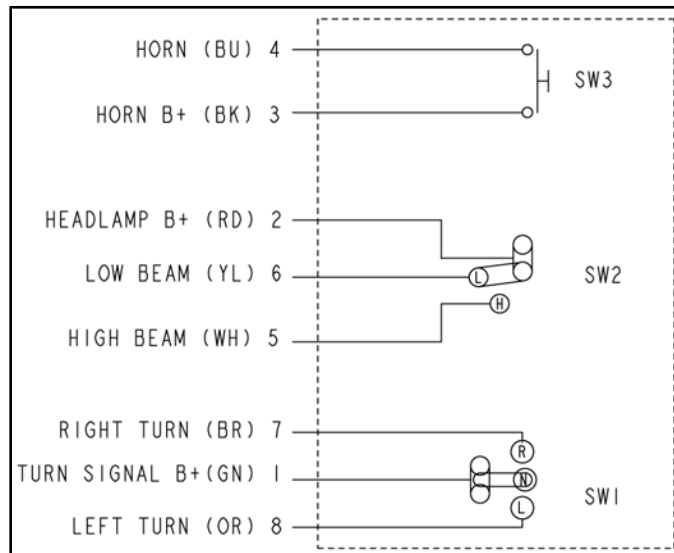 HORN (BU) 4
SW3
HORN B+ (BK) 3
HEADLAMP B+ (RD) 2
LOW BEAM (YL) 6
L
SW2
H
HIGH BEAM (WH) 5
RIGHT TURN (BR) 7
R
TURN SIGNAL B+(GN) 1
N
L
SW1
LEFT TURN (OR) 8